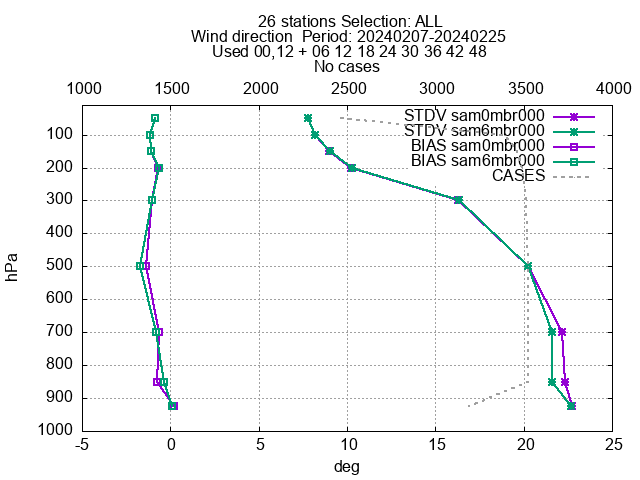 26 stations Selection: ALL
Wind direction  Period: 20240207-20240225
Used 00,12 + 06 12 18 24 30 36 42 48
No cases
1000 1500 2000 2500 3000 3500 4000
STDV sam0mbr000
STDV sam6mbr000
BIAS sam0mbr000
BIAS sam6mbr000
CASES
100
200
300
400
500
600
700
800
900
1000
hPa
-5 0 5 10 15 20 25
deg